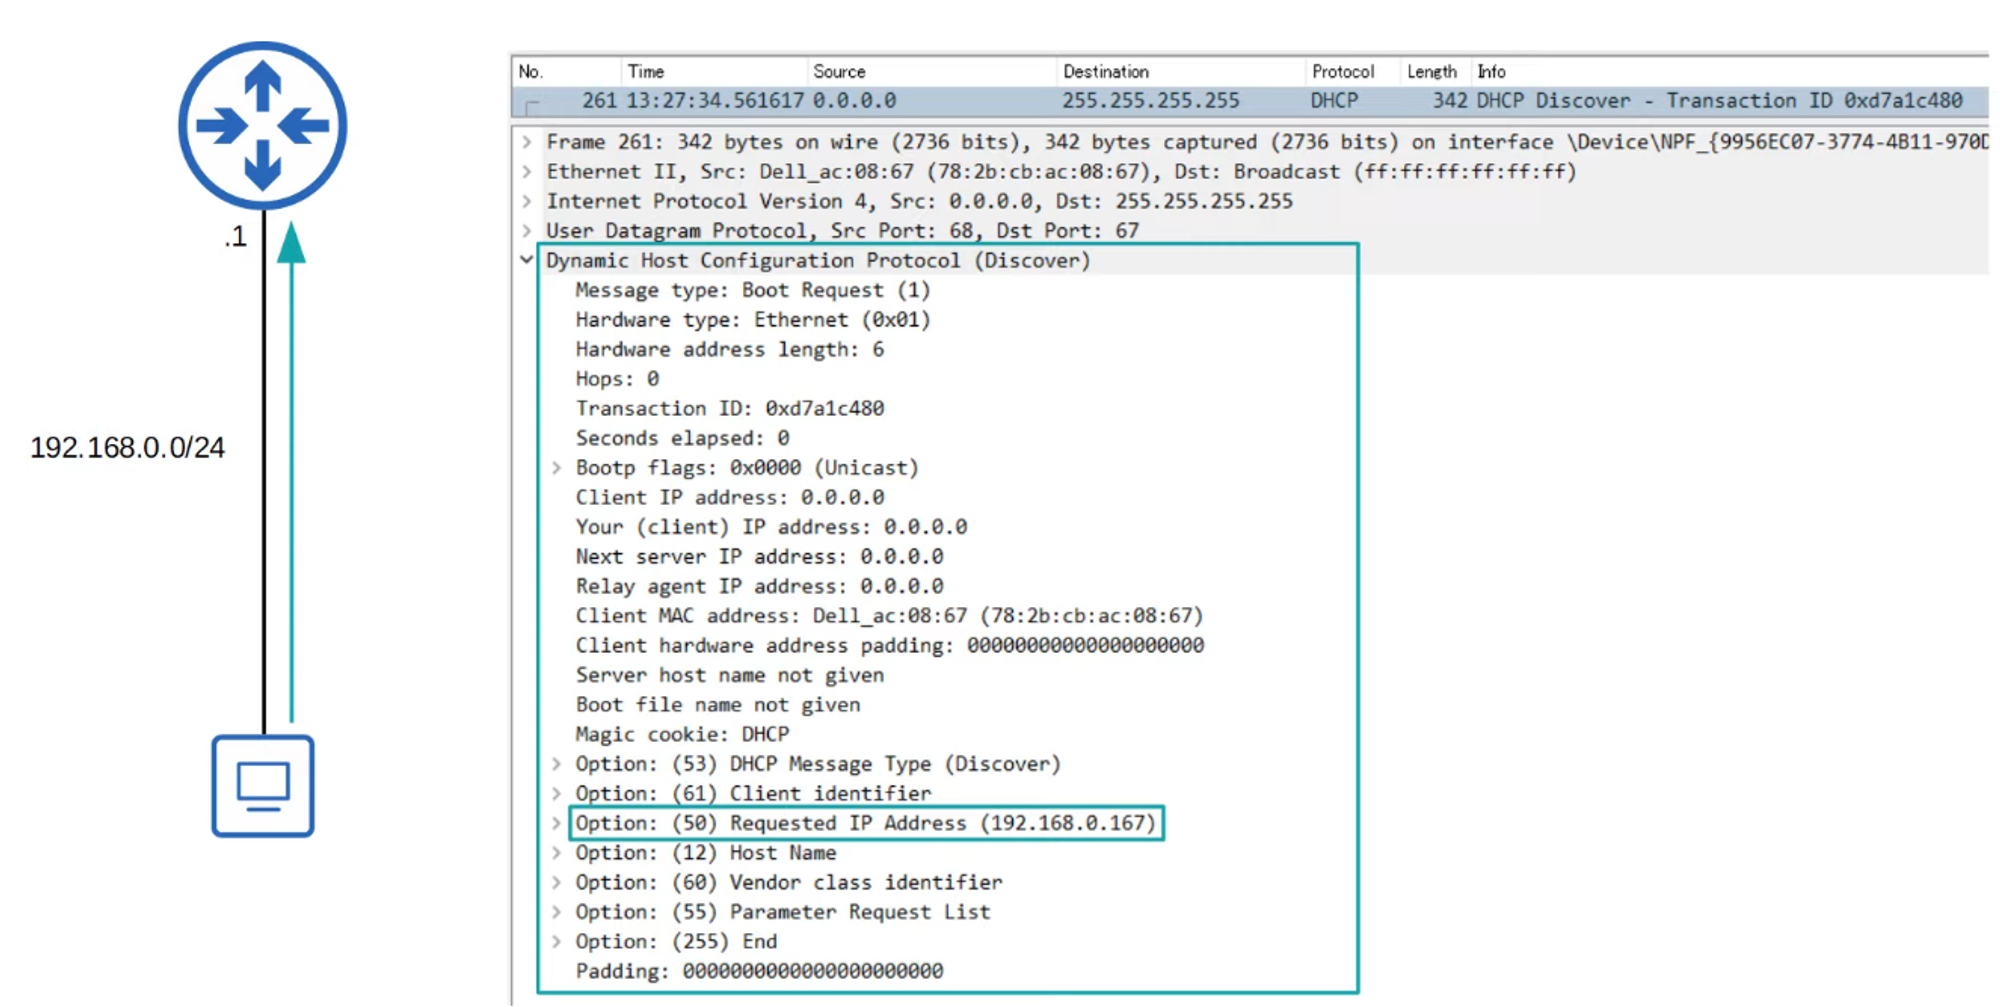 .1
192.168.0.0/24
No. Time Source Destination Protocol Length Info
261 13:27:34.561617 0.0.0.0 255.255.255.255 DHCP 342 DHCP Discover - Transaction ID 0xd7a1c480
Frame 261: 342 bytes on wire (2736 bits), 342 bytes captured (2736 bits) on interface \Device\NPF_{9956EC07-3774-4B11-970D
Ethernet II, Src: Dell_ac:08:67 (78:2b:cb:ac:08:67), Dst: Broadcast (ff:ff:ff:ff:ff:ff)
Internet Protocol Version 4, Src: 0.0.0.0, Dst: 255.255.255.255
User Datagram Protocol, Src Port: 68, Dst Port: 67
Dynamic Host Configuration Protocol (Discover)
Message type: Boot Request (1)
Hardware type: Ethernet (0x01)
Hardware address length: 6
Hops: 0
Transaction ID: 0xd7a1c480
Seconds elapsed: 0
Bootp flags: 0x0000 (Unicast)
Client IP address: 0.0.0.0
Your (client) IP address: 0.0.0.0
Next server IP address: 0.0.0.0
Relay agent IP address: 0.0.0.0
Client MAC address: Dell_ac:08:67 (78:2b:cb:ac:08:67)
Client hardware address padding: 00000000000000000000
Server host name not given
Boot file name not given
Magic cookie: DHCP
Option: (53) DHCP Message Type (Discover)
Option: (61) Client identifier
Option: (50) Requested IP Address (192.168.0.167)
Option: (12) Host Name
Option: (60) Vendor class identifier
Option: (55) Parameter Request List
Option: (255) End
Padding: 0000000000000000000000